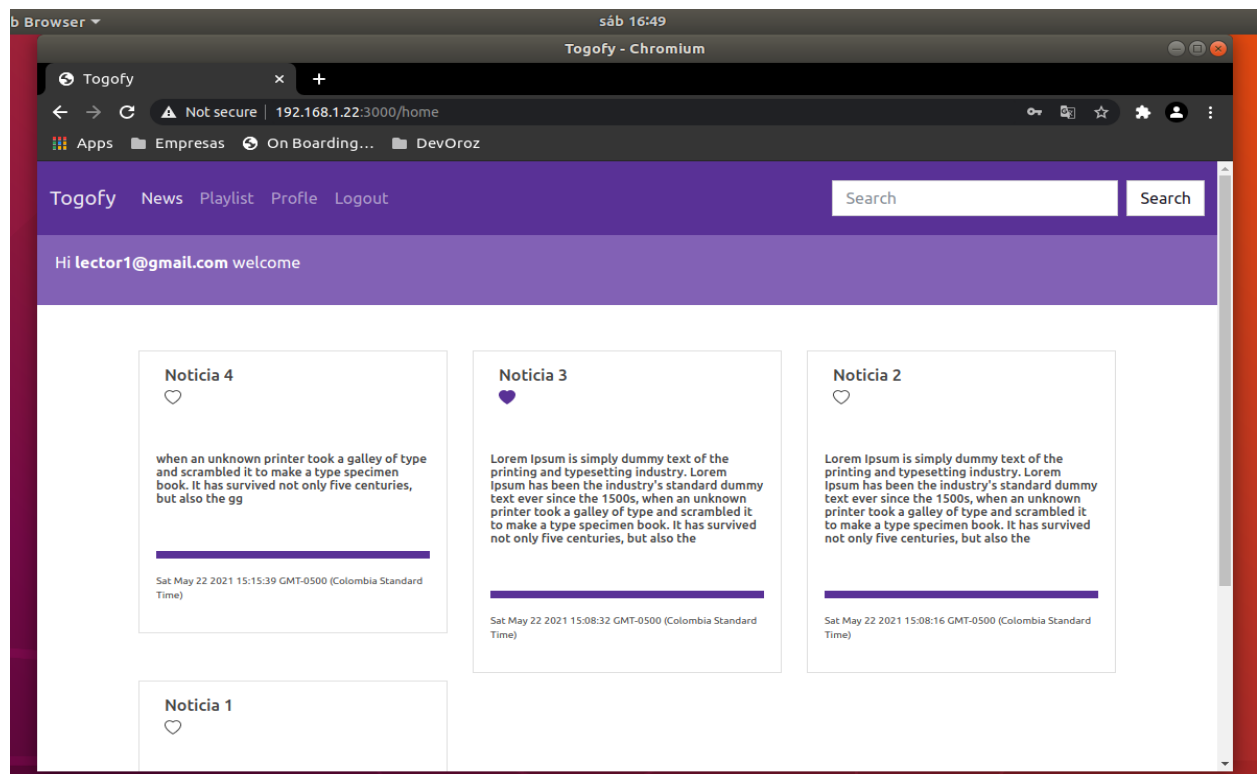 b Browser
sáb 16:49
Togofy - Chromium
Togofy
Not secure | 192.168.1.22:3000/home
Apps Empresas On Boarding... DevOroz
Togofy News Playlist Profle Logout Search Search
Hi lector1@gmail.com welcome
Noticia 4
when an unknown printer took a galley of type
and scrambled it to make a type specimen
book. It has survived not only five centuries,
but also the gg
Sat May 22 2021 15:15:39 GMT-0500 (Colombia Standard
Time)
Noticia 3
Lorem Ipsum is simply dummy text of the
printing and typesetting industry. Lorem
Ipsum has been the industry's standard dummy
text ever since the 1500s, when an unknown
printer took a galley of type and scrambled it
to make a type specimen book. It has survived
not only five centuries, but also the
Sat May 22 2021 15:08:32 GMT-0500 (Colombia Standard
Time)
Noticia 2
Lorem Ipsum is simply dummy text of the
printing and typesetting industry. Lorem
Ipsum has been the industry's standard dummy
text ever since the 1500s, when an unknown
printer took a galley of type and scrambled it
to make a type specimen book. It has survived
not only five centuries, but also the
Sat May 22 2021 15:08:16 GMT-0500 (Colombia Standard
Time)
Noticia 1